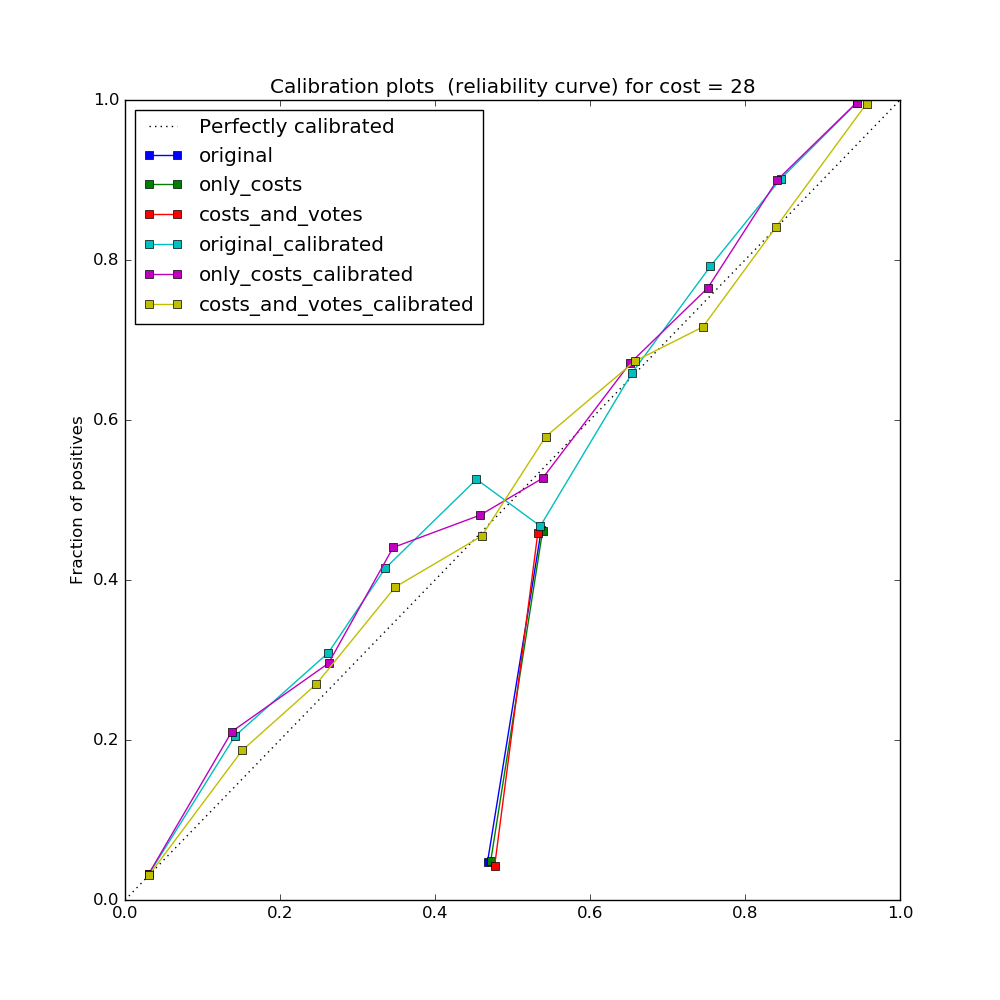 Calibration plots  (reliability curve) for cost = 28
1.0
0.8
0.6
0.4
0.2
0.0
Fraction of positives
Perfectly calibrated
original
only_costs
costs_and_votes
original_calibrated
only_costs_calibrated
costs_and_votes_calibrated
0.0 0.2 0.4 0.6 0.8 1.0